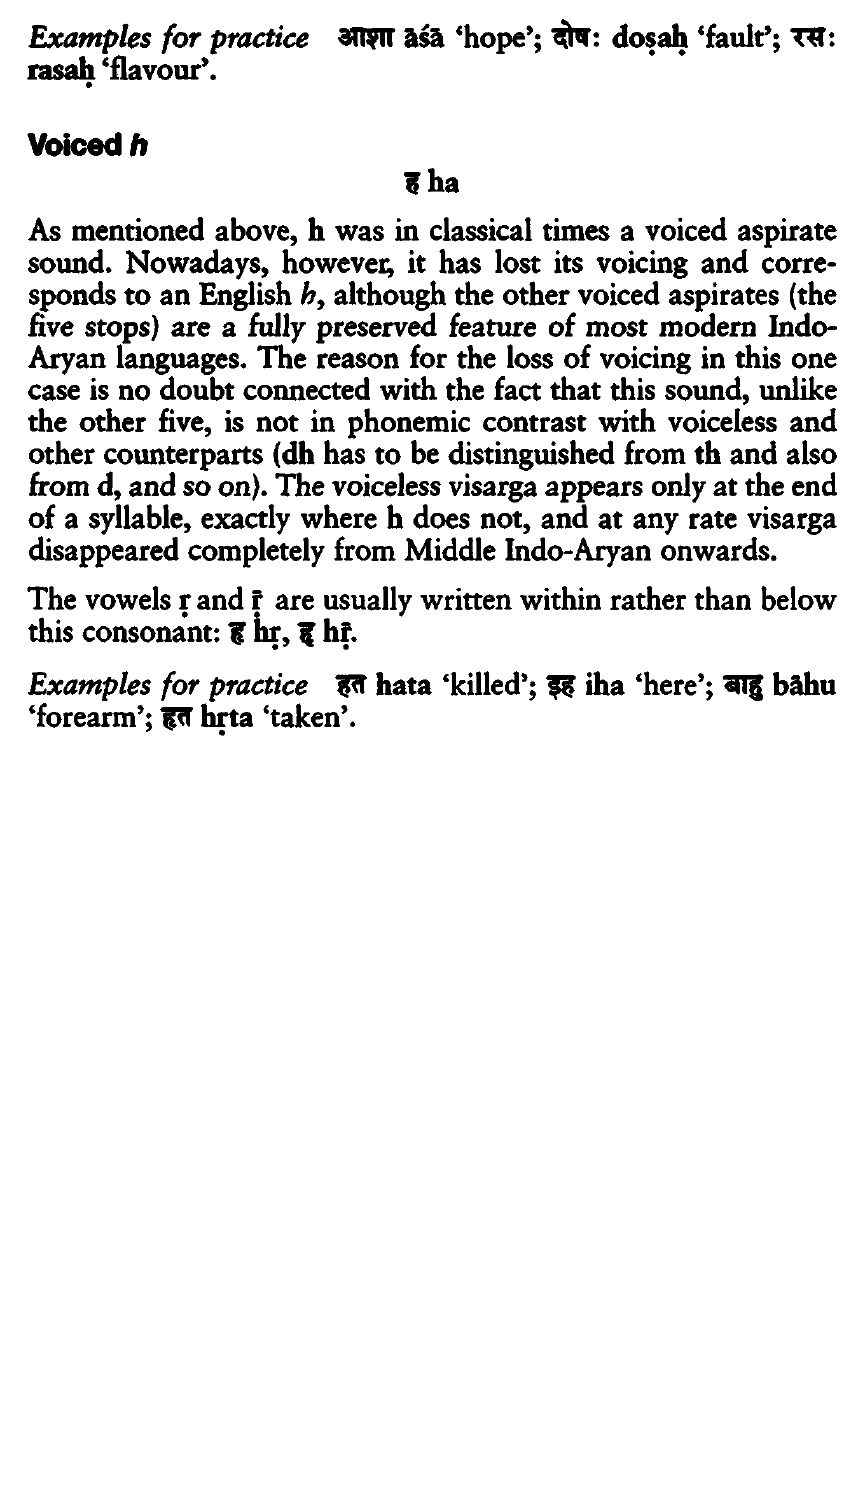 Examples for practice आशा āśā ‘hope’; दोष: doṣaḥ ‘fault’; रस:
rasaḥ ‘flavour’.
Voiced h
ह ha
As mentioned above, h was in classical times a voiced aspirate
sound. Nowadays, however, it has lost its voicing and corre-
sponds to an English h, although the other voiced aspirates (the
five stops) are a fully preserved feature of most modern Indo-
Aryan languages. The reason for the loss of voicing in this one
case is no doubt connected with the fact that this sound, unlike
the other five, is not in phonemic contrast with voiceless and
other counterparts (dh has to be distinguished from th and also
from d, and so on). The voiceless visarga appears only at the end
of a syllable, exactly where h does not, and at any rate visarga
disappeared completely from Middle Indo-Aryan onwards.
The vowels ṛ and ṝ are usually written within rather than below
this consonant: हृ hṛ, हॄ hṝ.
Examples for practice हत hata ‘killed’; इह iha ‘here’; बाहु bāhu
‘forearm’; हृत hṛta ‘taken’.